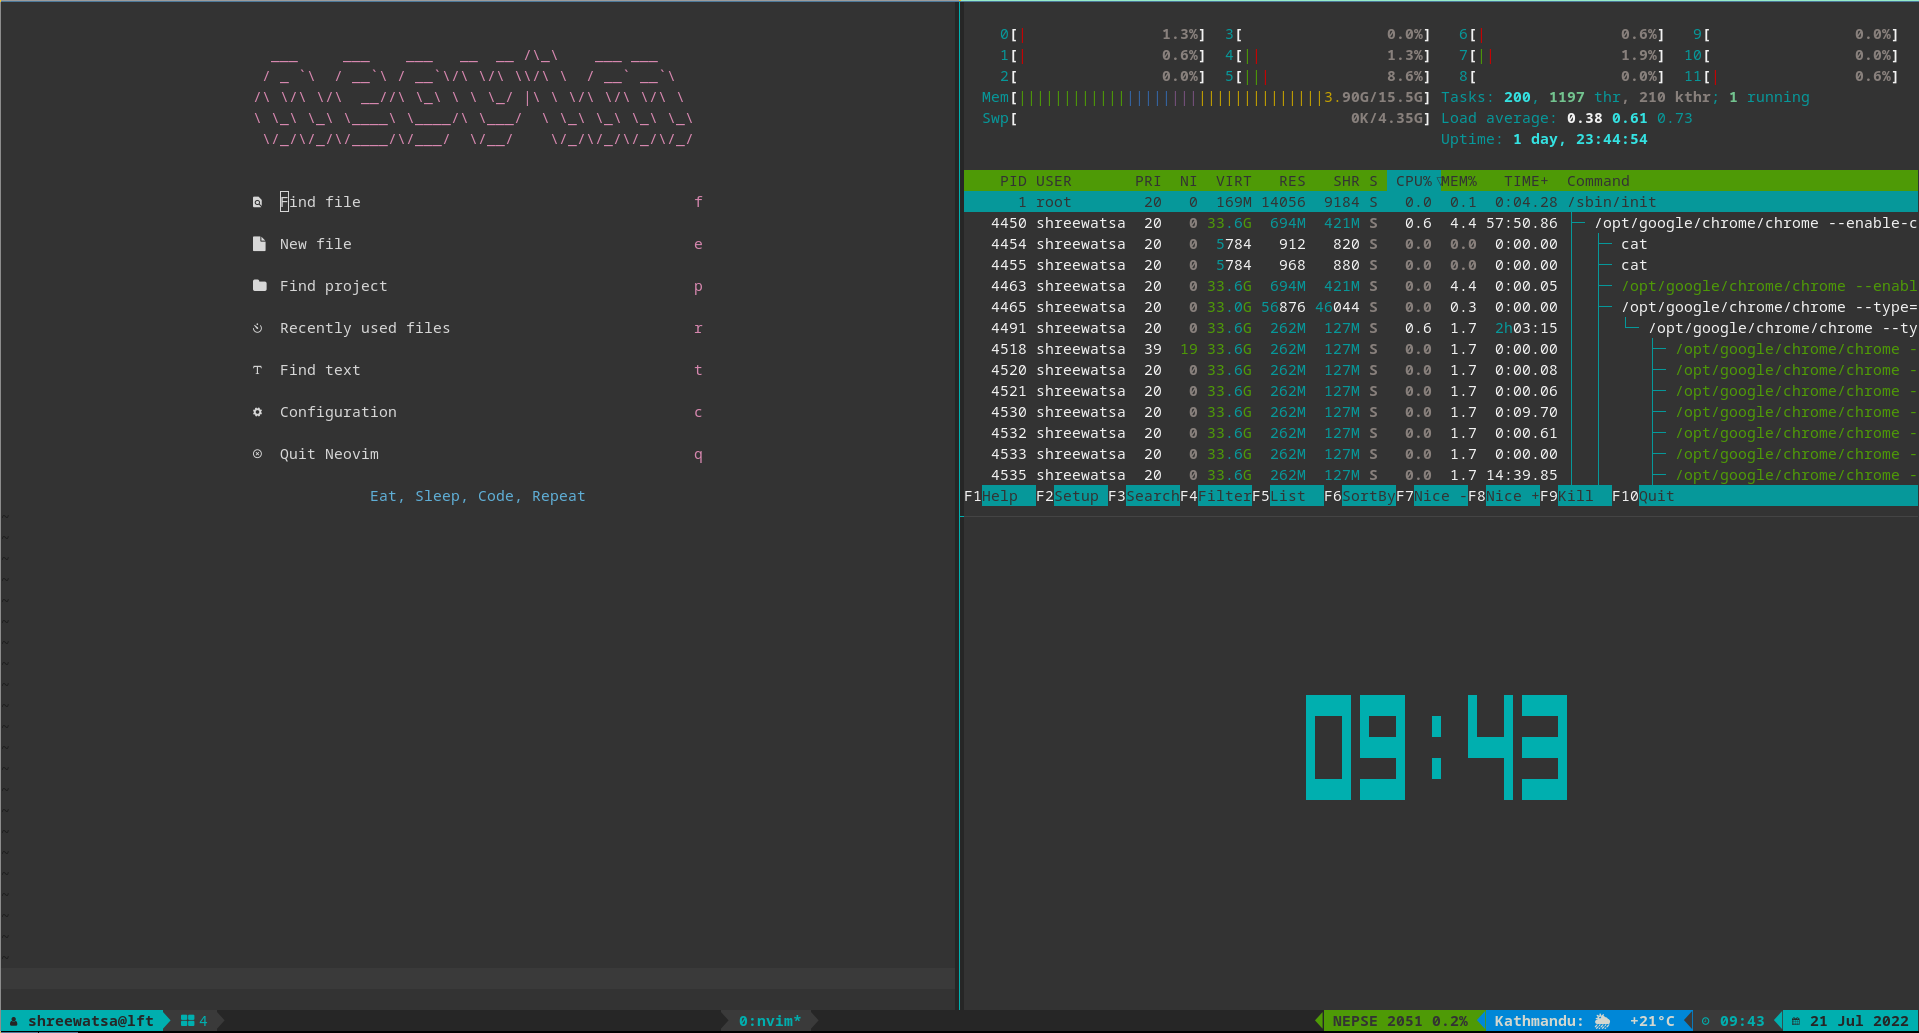 Find file f
New file e
Find project p
Recently used files r
Find text t
Configuration c
Quit Neovim q
Eat, Sleep, Code, Repeat
0[ 1.3%] 3[ 0.0%] 6[ 0.6%] 9[ 0.0%]
1[ 0.6%] 4[ 1.3%] 7[ 1.9%] 10[ 0.0%]
2[ 0.0%] 5[ 8.6%] 8[ 0.0%] 11[ 0.6%]
Mem[ 3.90G/15.5G] Tasks: 200, 1197 thr, 210 kthr; 1 running
Swp[ 0K/4.35G] Load average: 0.38 0.61 0.73
Uptime: 1 day, 23:44:54
PID USER PRI NI VIRT RES SHR S CPU%▽MEM% TIME+ Command
1 root 20 0 169M 14056 9184 S 0.0 0.1 0:04.28 /sbin/init
4450 shreewatsa 20 0 33.6G 694M 421M S 0.6 4.4 57:50.86 /opt/google/chrome/chrome --enable-c
4454 shreewatsa 20 0 5784 912 820 S 0.0 0.0 0:00.00 cat
4455 shreewatsa 20 0 5784 968 880 S 0.0 0.0 0:00.00 cat
4463 shreewatsa 20 0 33.6G 694M 421M S 0.0 4.4 0:00.05 /opt/google/chrome/chrome --enabl
4465 shreewatsa 20 0 33.0G 56876 46044 S 0.0 0.3 0:00.00 /opt/google/chrome/chrome --type=
4491 shreewatsa 20 0 33.6G 262M 127M S 0.6 1.7 2h03:15 /opt/google/chrome/chrome --ty
4518 shreewatsa 39 19 33.6G 262M 127M S 0.0 1.7 0:00.00 /opt/google/chrome/chrome -
4520 shreewatsa 20 0 33.6G 262M 127M S 0.0 1.7 0:00.08 /opt/google/chrome/chrome -
4521 shreewatsa 20 0 33.6G 262M 127M S 0.0 1.7 0:00.06 /opt/google/chrome/chrome -
4530 shreewatsa 20 0 33.6G 262M 127M S 0.0 1.7 0:09.70 /opt/google/chrome/chrome -
4532 shreewatsa 20 0 33.6G 262M 127M S 0.0 1.7 0:00.61 /opt/google/chrome/chrome -
4533 shreewatsa 20 0 33.6G 262M 127M S 0.0 1.7 0:00.00 /opt/google/chrome/chrome -
4535 shreewatsa 20 0 33.6G 262M 127M S 0.0 1.7 14:39.85 /opt/google/chrome/chrome -
F1Help F2Setup F3SearchF4FilterF5List F6SortByF7Nice -F8Nice +F9Kill F10Quit
09:43
shreewatsa@lft 4 0:nvim* NEPSE 2051 0.2% Kathmandu: +21°C 09:43 21 Jul 2022